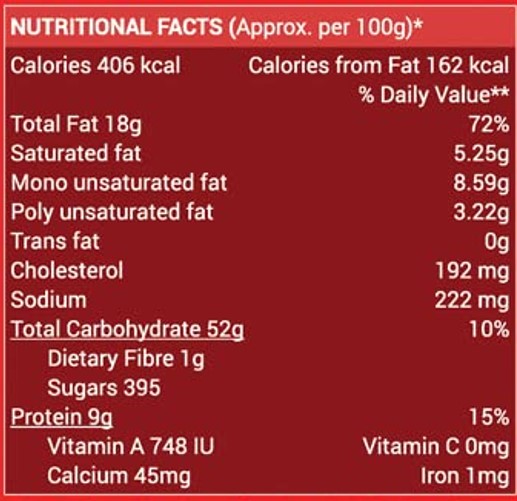 NUTRITIONAL FACTS (Approx. per 100g)*
Calories 406 kcal Calories from Fat 162 kcal
% Daily Value**
Total Fat 18g 72%
Saturated fat 5.25g
Mono unsaturated fat 8.59g
Poly unsaturated fat 3.22g
Trans fat 0g
Cholesterol 192 mg
Sodium 222 mg
Total Carbohydrate 52g 10%
Dietary Fibre 1g
Sugars 395
Protein 9g 15%
Vitamin A 748 IU Vitamin C 0mg
Calcium 45mg Iron 1mg